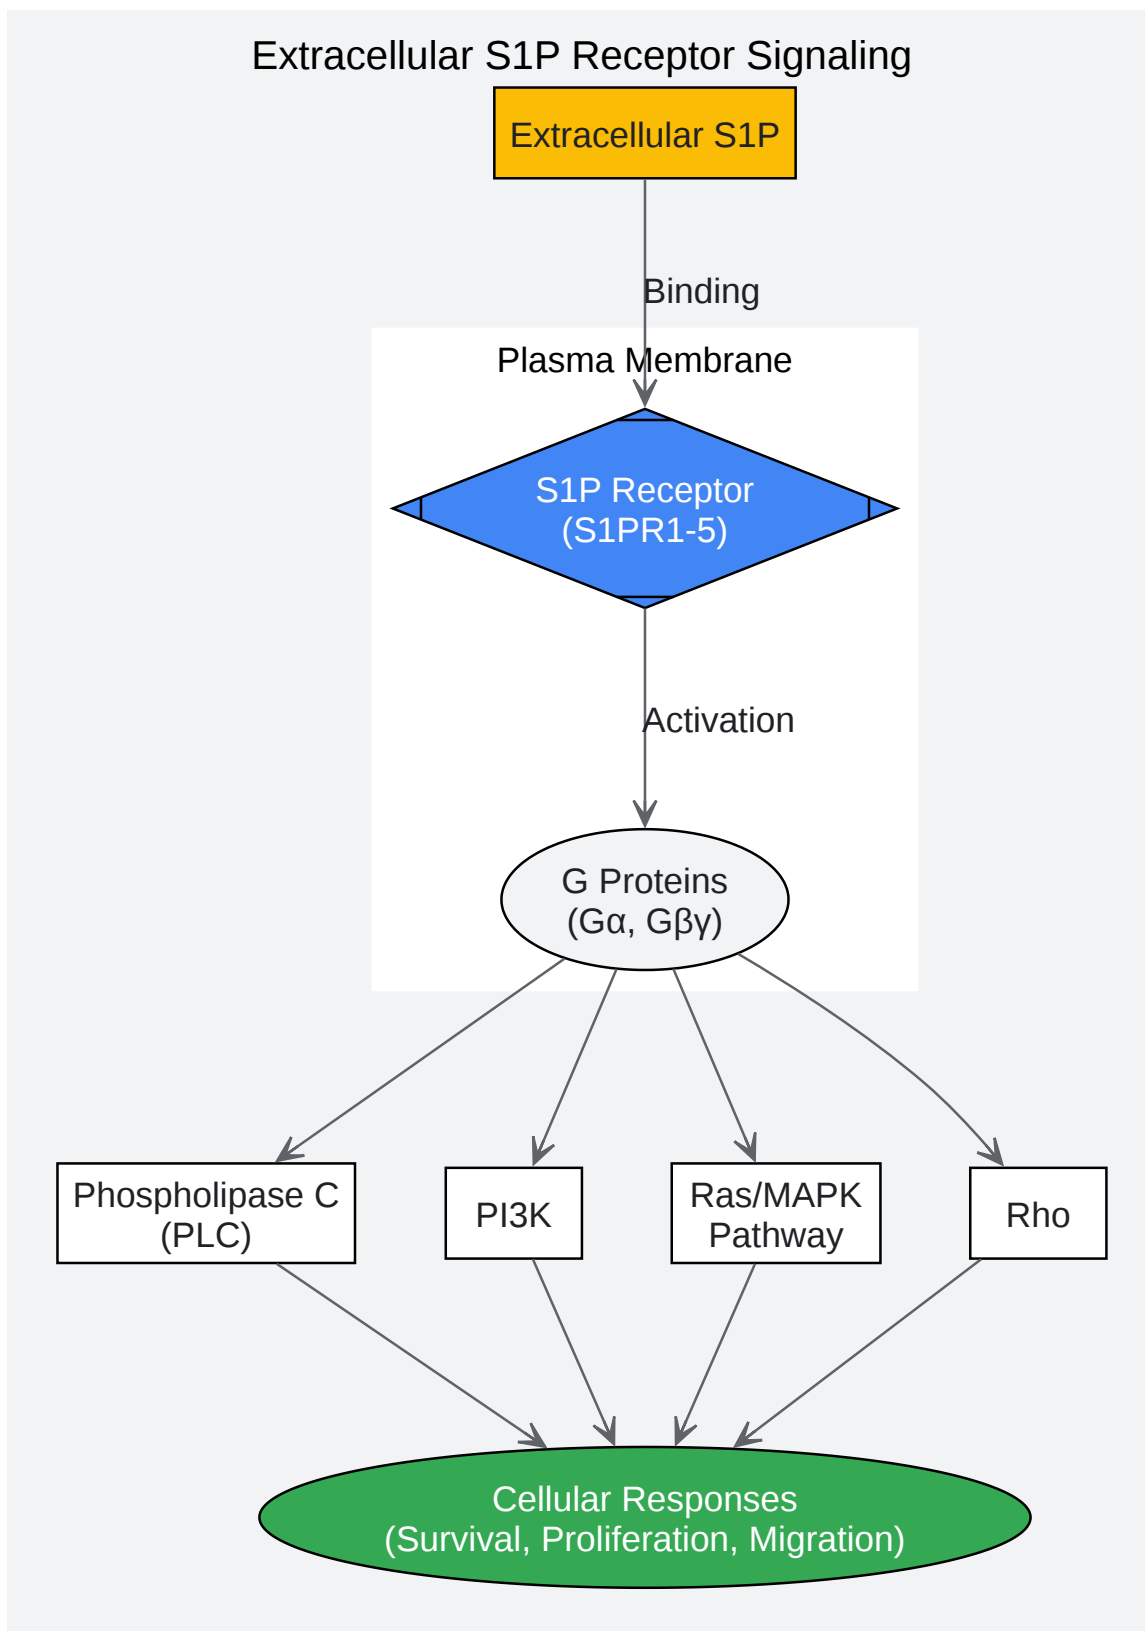 Extracellular S1P Receptor Signaling
Extracellular S1P
Binding
Plasma Membrane
S1P Receptor
(S1PR1-5)
Activation
G Proteins
(Gα, Gβγ)
Phospholipase C
(PLC)
PI3K
Ras/MAPK
Pathway
Rho
Cellular Responses
(Survival, Proliferation, Migration)